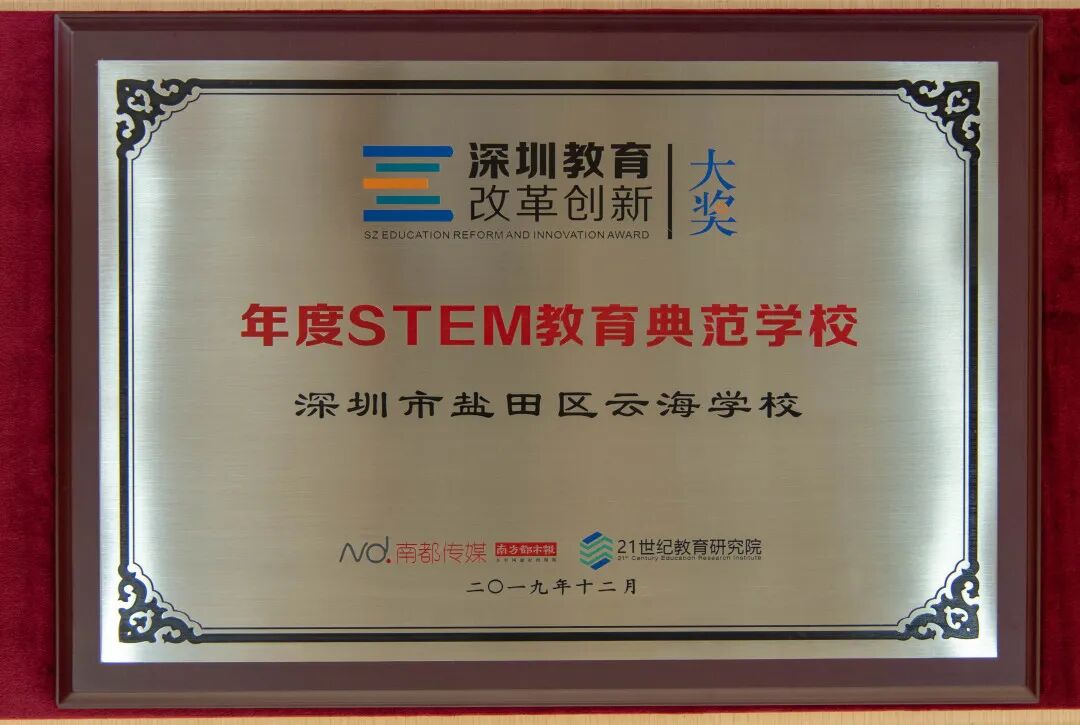 深圳教育
改革创新
大奖
SZ EDUCATION REFORM AND INNOVATION AWARD
年度STEM教育典范学校
深圳市盐田区云海学校
Nd.南都传媒 南方都市报 21世纪教育研究院
21st Century Education Research Institute
二〇一九年十二月